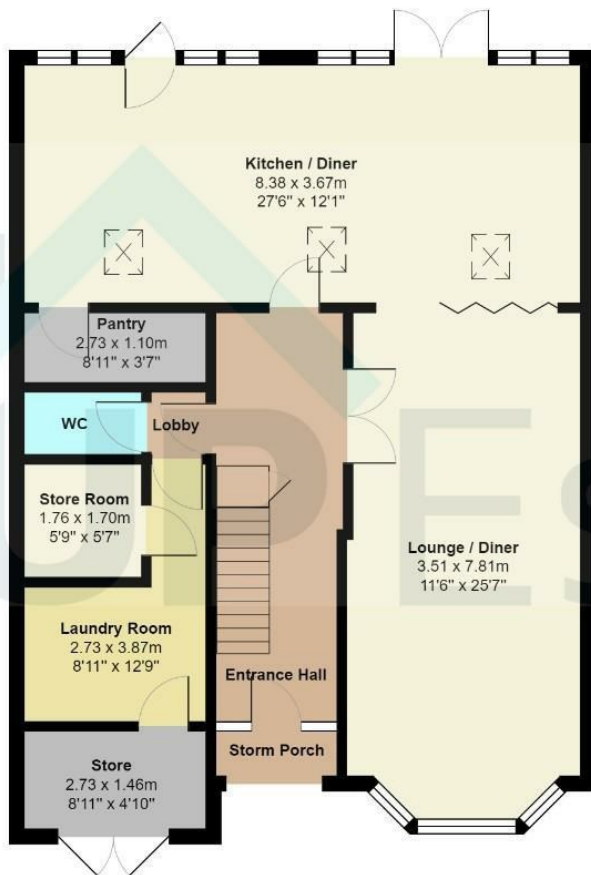 Kitchen / Diner
8.38 x 3.67m
27'6" x 12'1"
Pantry
2.73 x 1.10m
8'11" x 3'7"
WC
Lobby
Store Room
1.76 x 1.70m
5'9" x 5'7"
Lounge / Diner
3.51 x 7.81m
11'6" x 25'7"
Laundry Room
2.73 x 3.87m
8'11" x 12'9"
Entrance Hall
Storm Porch
Store
2.73 x 1.46m
8'11" x 4'10"